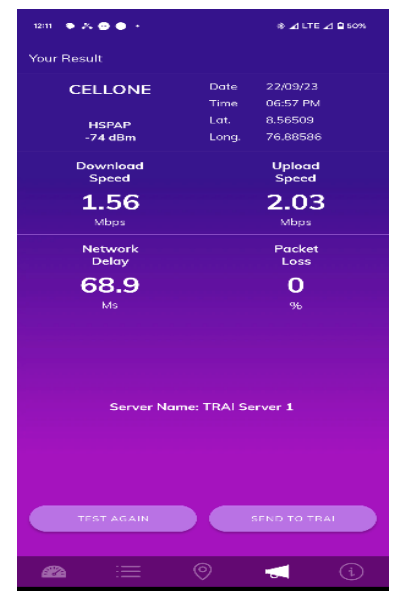 12:11 LTE 50%
Your Result
CELLONE
HSPAP
-74 dBm
Date 22/09/23
Time 06:57 PM
Lat. 8.56509
Long. 76.88586
Download
Speed
1.56
Mbps
Upload
Speed
2.03
Mbps
Network
Delay
68.9
Ms
Packet
Loss
0
%
Server Name: TRAI Server 1
TEST AGAIN
SEND TO TRAI